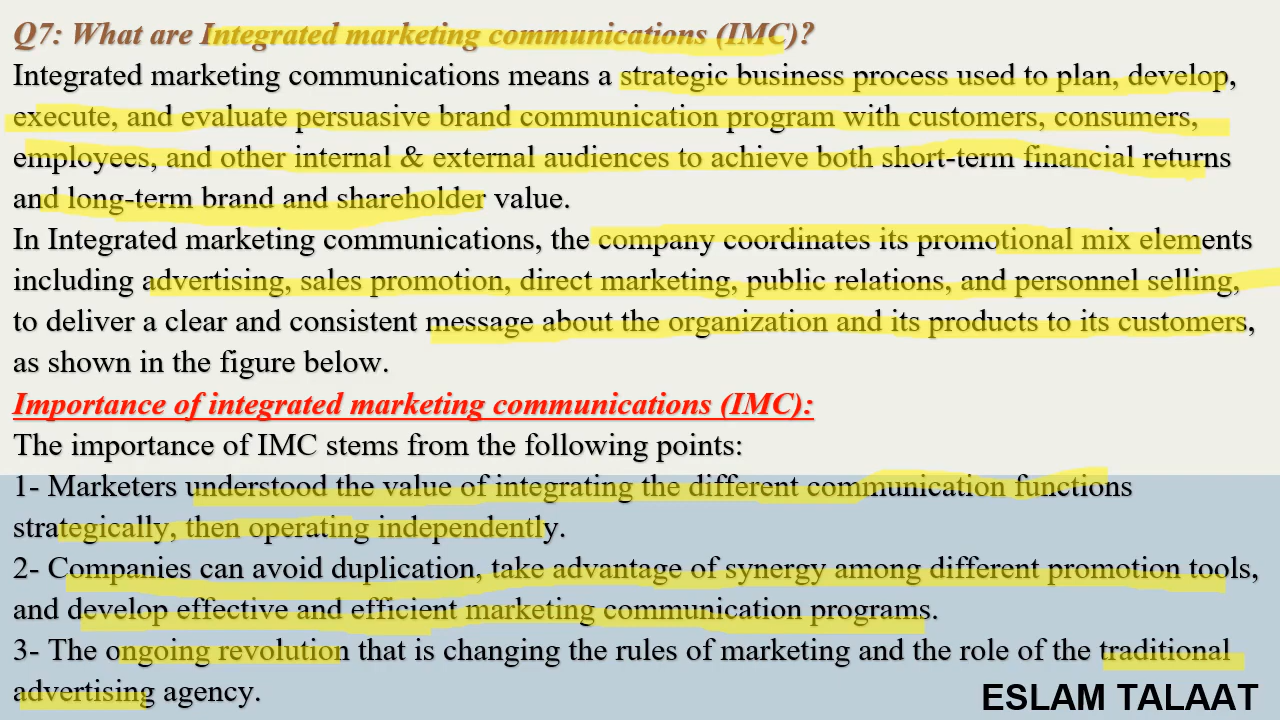 Q7: What are Integrated marketing communications (IMC)?
Integrated marketing communications means a strategic business process used to plan, develop,
execute, and evaluate persuasive brand communication program with customers, consumers,
employees, and other internal & external audiences to achieve both short-term financial returns
and long-term brand and shareholder value.
In Integrated marketing communications, the company coordinates its promotional mix elements
including advertising, sales promotion, direct marketing, public relations, and personnel selling,
to deliver a clear and consistent message about the organization and its products to its customers,
as shown in the figure below.
Importance of integrated marketing communications (IMC):
The importance of IMC stems from the following points:
1- Marketers understood the value of integrating the different communication functions
strategically, then operating independently.
2- Companies can avoid duplication, take advantage of synergy among different promotion tools,
and develop effective and efficient marketing communication programs.
3- The ongoing revolution that is changing the rules of marketing and the role of the traditional
advertising agency.
ESLAM TALAAT